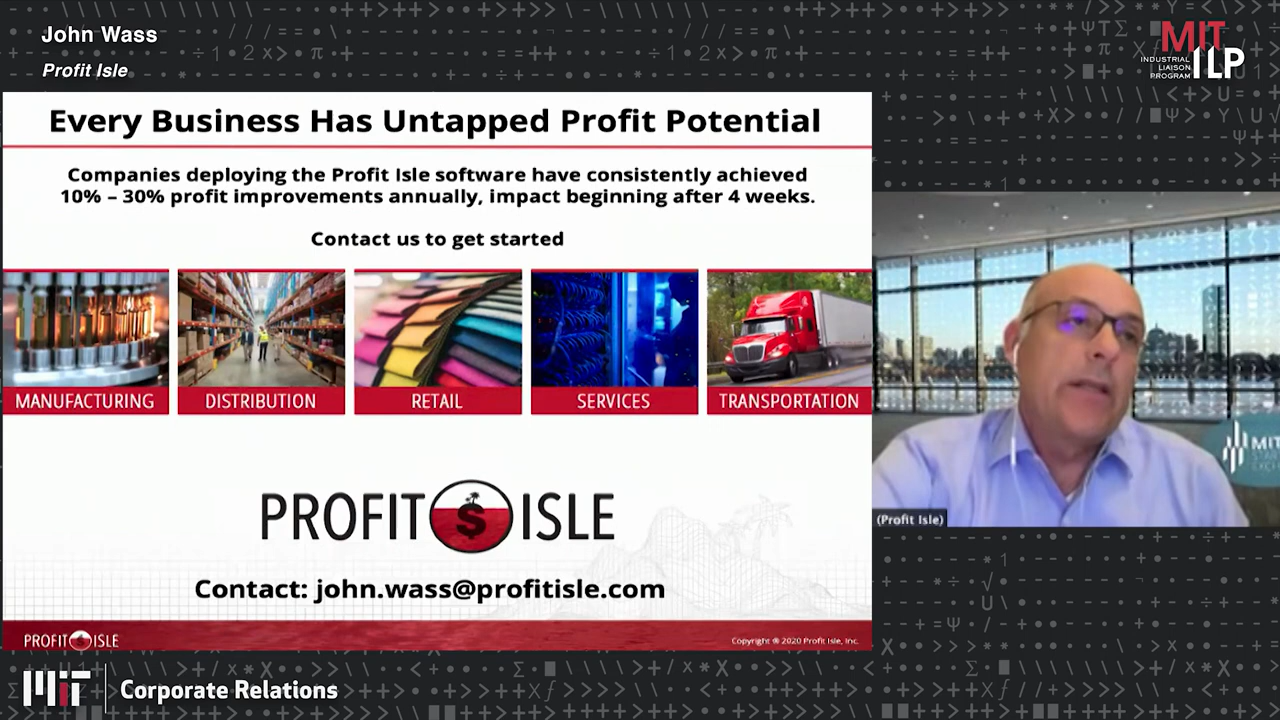 John Wass
Profit Isle
MIT
INDUSTRIAL
LIAISON
PROGRAM
ILP
Every Business Has Untapped Profit Potential
Companies deploying the Profit Isle software have consistently achieved
10% – 30% profit improvements annually, impact beginning after 4 weeks.
Contact us to get started
MANUFACTURING
DISTRIBUTION
RETAIL
SERVICES
TRANSPORTATION
PROFIT $ ISLE
Contact: john.wass@profitisle.com
PROFIT $ ISLE
Copyright ® 2020 Profit Isle, Inc.
MIT
(Profit Isle)
MIT
Corporate Relations